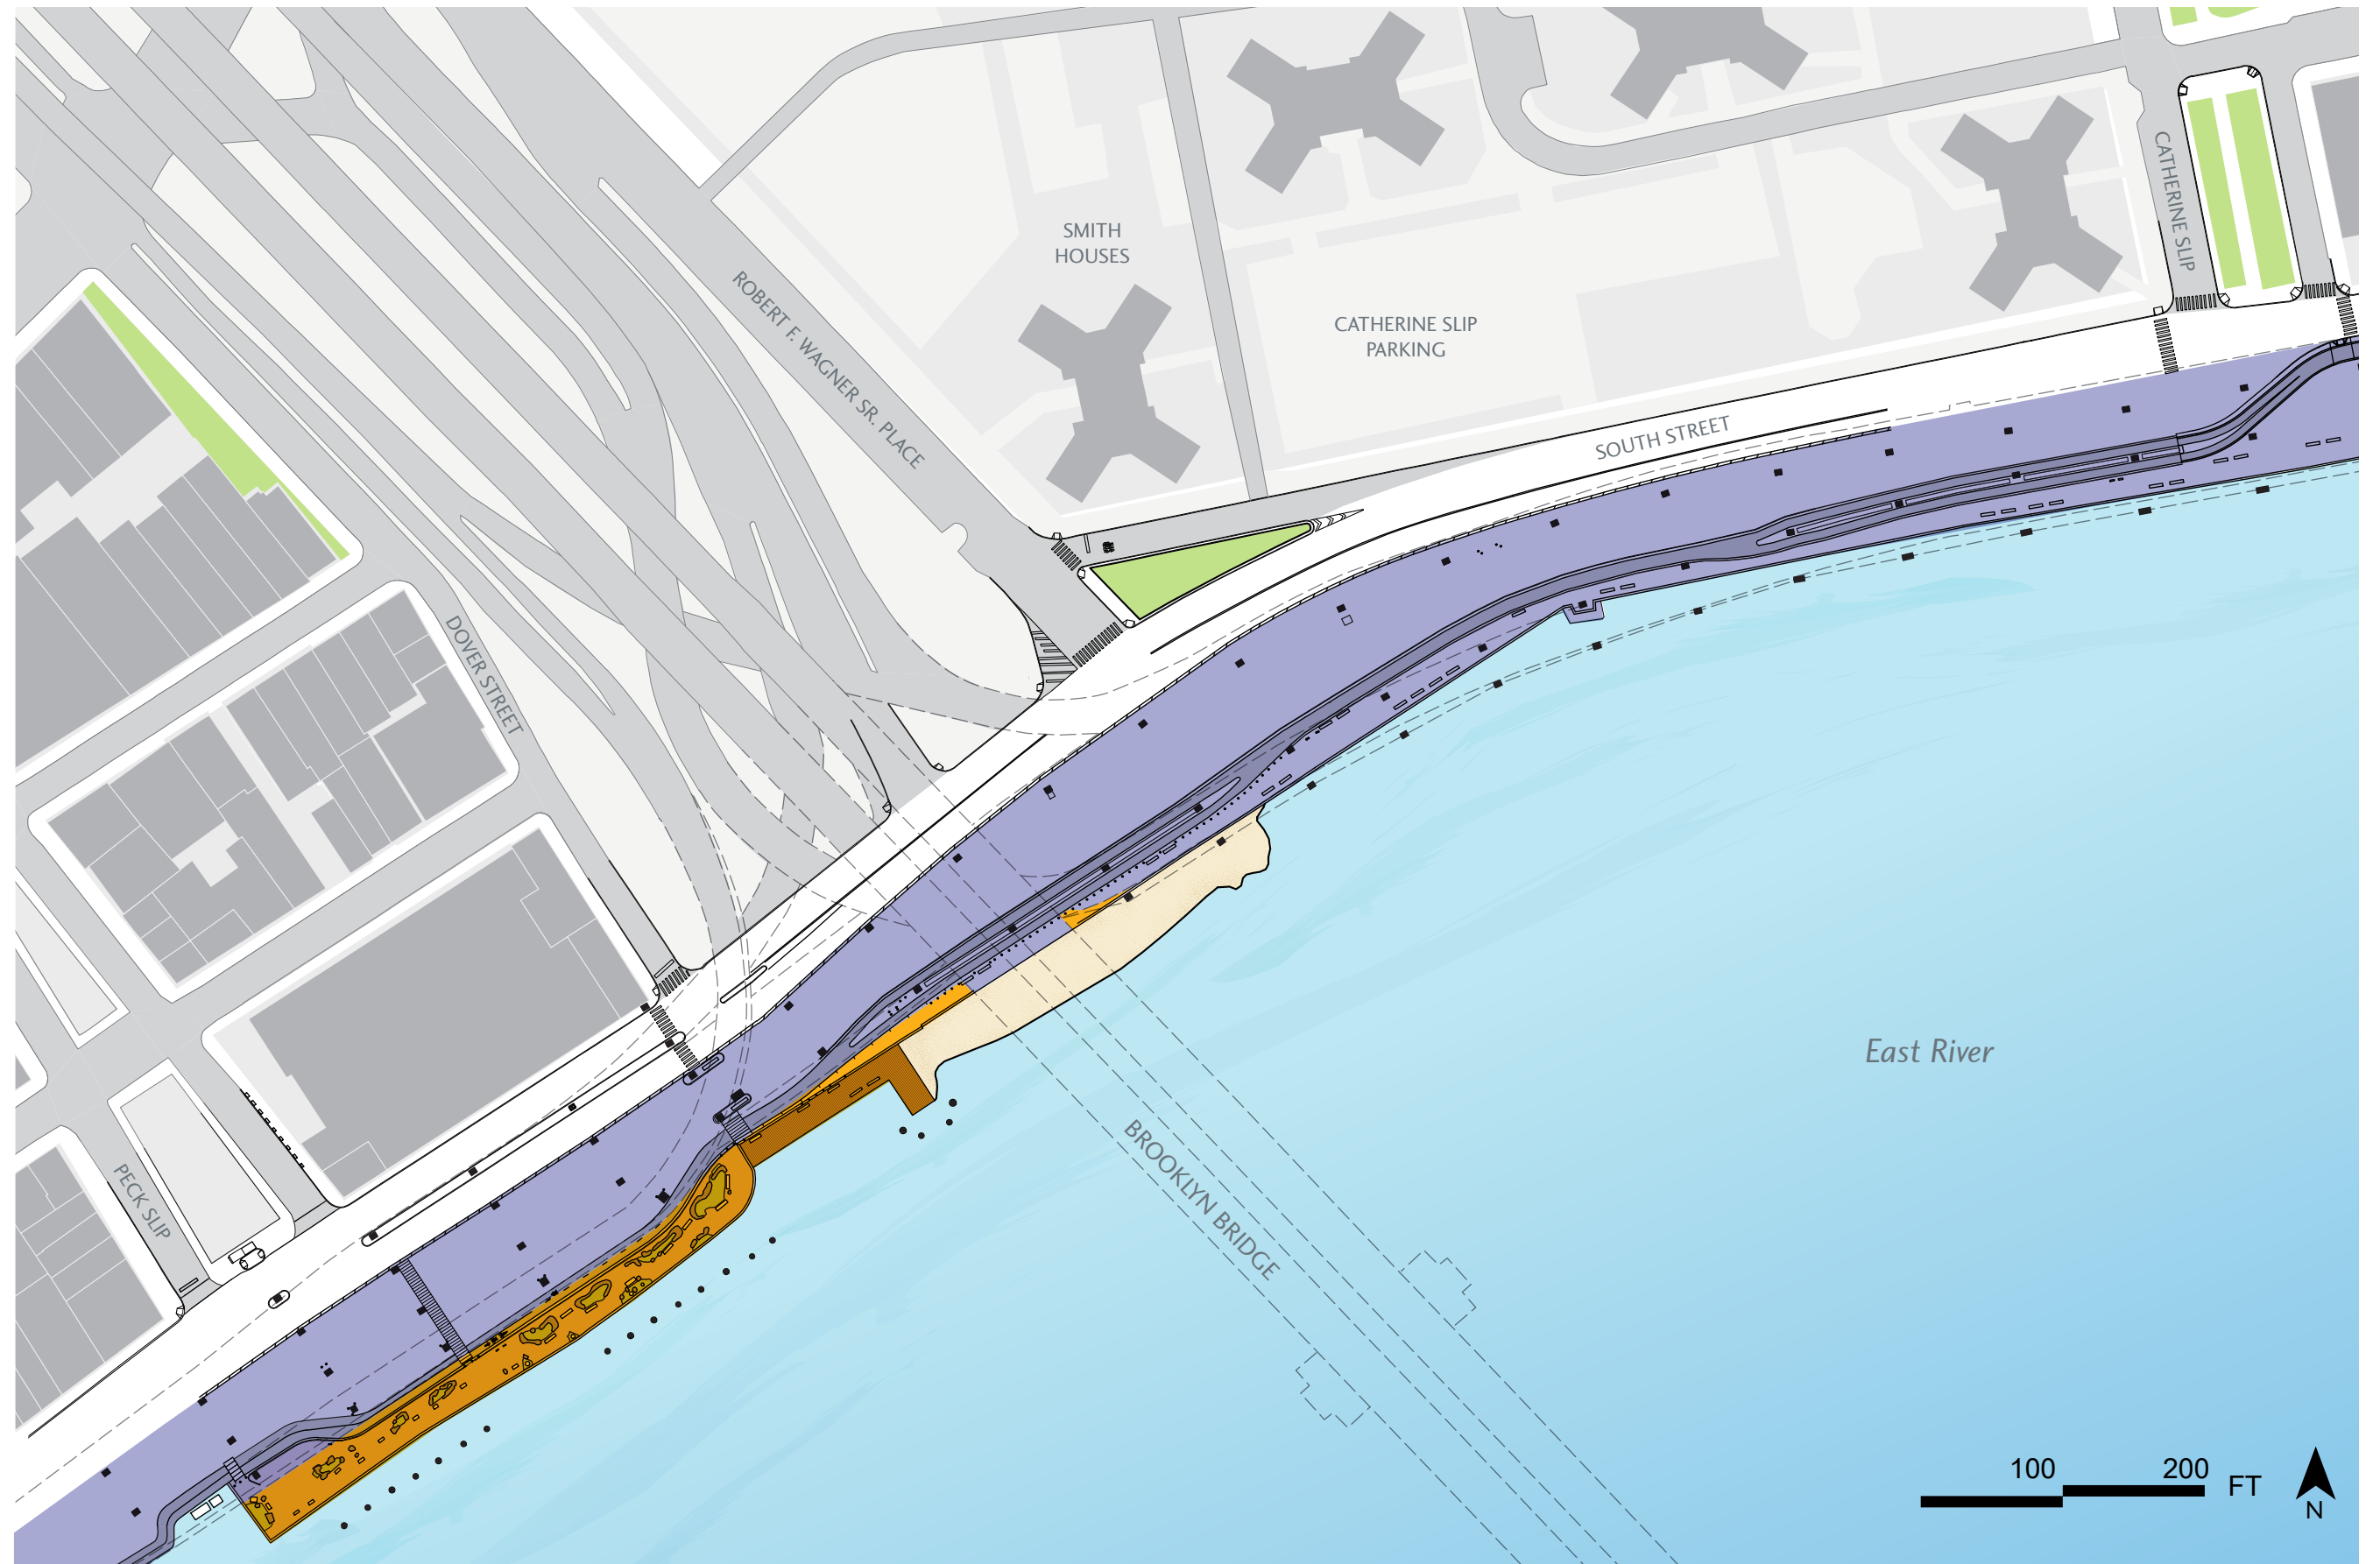 CATHERINE SLIP
SMITH
HOUSES
ROBERT F. WAGNER SR. PLACE
CATHERINE SLIP
PARKING
SOUTH STREET
DOVER STREET
East River
PECK SLIP
BROOKLYN BRIDGE
100 200 FT
N